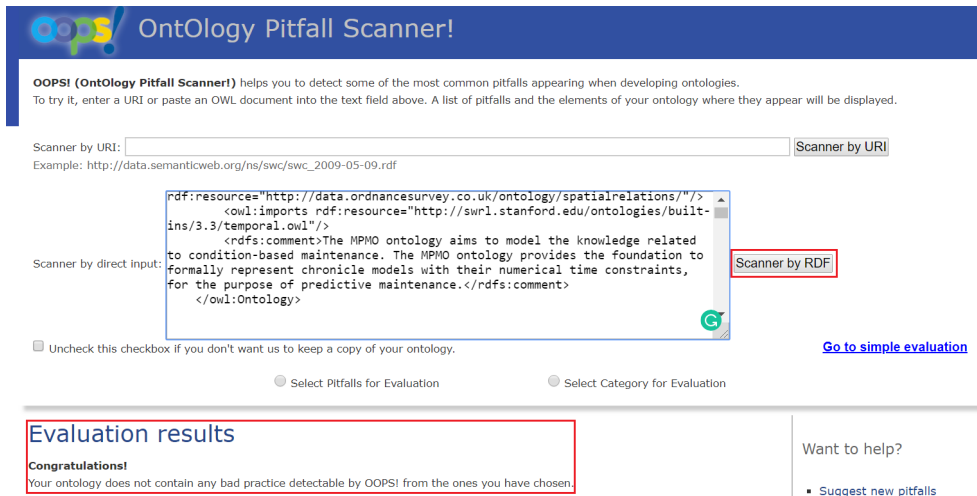 oops! OntOlogy Pitfall Scanner!
OOPS! (OntOlogy Pitfall Scanner!) helps you to detect some of the most common pitfalls appearing when developing ontologies.
To try it, enter a URI or paste an OWL document into the text field above. A list of pitfalls and the elements of your ontology where they appear will be displayed.
Scanner by URI: Scanner by URI
Example: http://data.semanticweb.org/ns/swc/swc_2009-05-09.rdf
rdf:resource="http://data.ordnancesurvey.co.uk/ontology/spatialrelations/"/>
<owl:imports rdf:resource="http://swrl.stanford.edu/ontologies/built-
ins/3.3/temporal.owl"/>
<rdfs:comment>The MPMO ontology aims to model the knowledge related
to condition-based maintenance. The MPMO ontology provides the foundation to
Scanner by direct input: formally represent chronicle models with their numerical time constraints, Scanner by RDF
for the purpose of predictive maintenance.</rdfs:comment>
</owl:Ontology>
Uncheck this checkbox if you don't want us to keep a copy of your ontology. Go to simple evaluation
Select Pitfalls for Evaluation Select Category for Evaluation
Evaluation results
Want to help?
Congratulations!
Your ontology does not contain any bad practice detectable by OOPS! from the ones you have chosen.
▪ Suggest new pitfalls